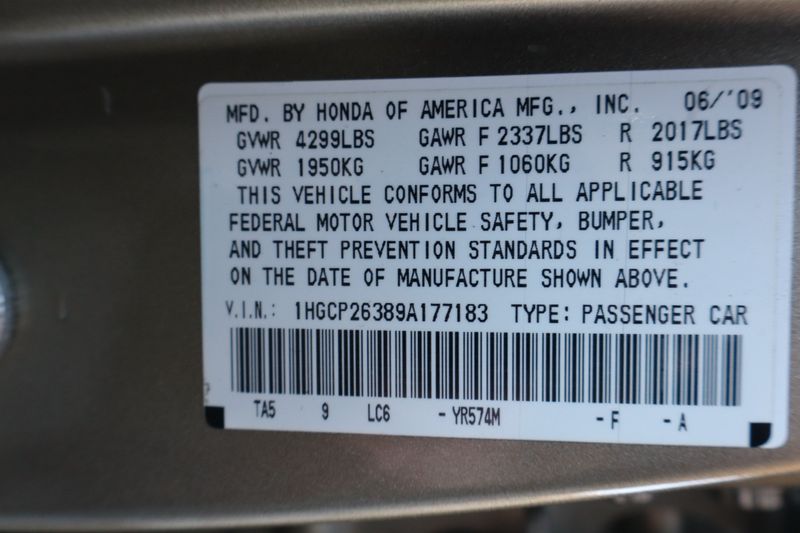 MFD. BY HONDA OF AMERICA MFG., INC. 06/'09
GVWR 4299LBS GAWR F 2337LBS R 2017LBS
GVWR 1950KG GAWR F 1060KG R 915KG
THIS VEHICLE CONFORMS TO ALL APPLICABLE
FEDERAL MOTOR VEHICLE SAFETY, BUMPER,
AND THEFT PREVENTION STANDARDS IN EFFECT
ON THE DATE OF MANUFACTURE SHOWN ABOVE.
V.I.N.: 1HGCP26389A177183 TYPE: PASSENGER CAR
TA5 9 LC6 -YR574M -F -A